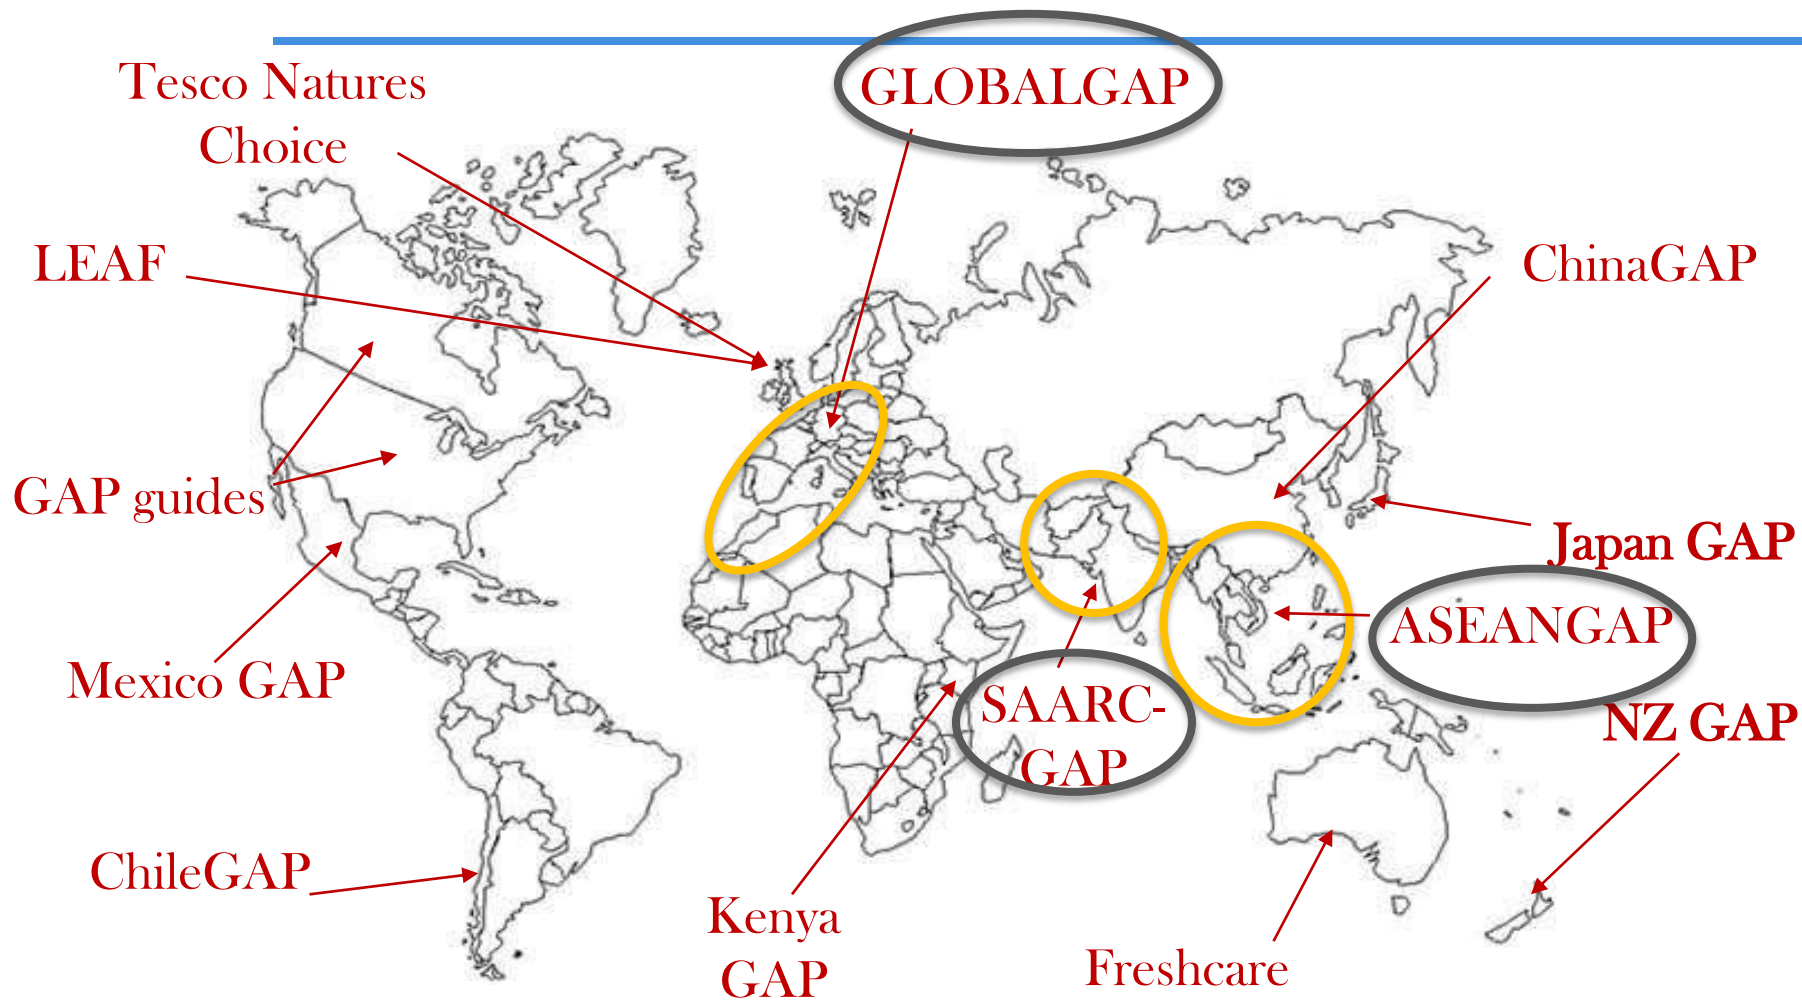 GLOBALGAP
Tesco Natures
Choice
LEAF
ChinaGAP
GAP guides
Japan GAP
ASEANGAP
Mexico GAP
SAARC-
GAP
NZ GAP
ChileGAP
Kenya
GAP
Freshcare